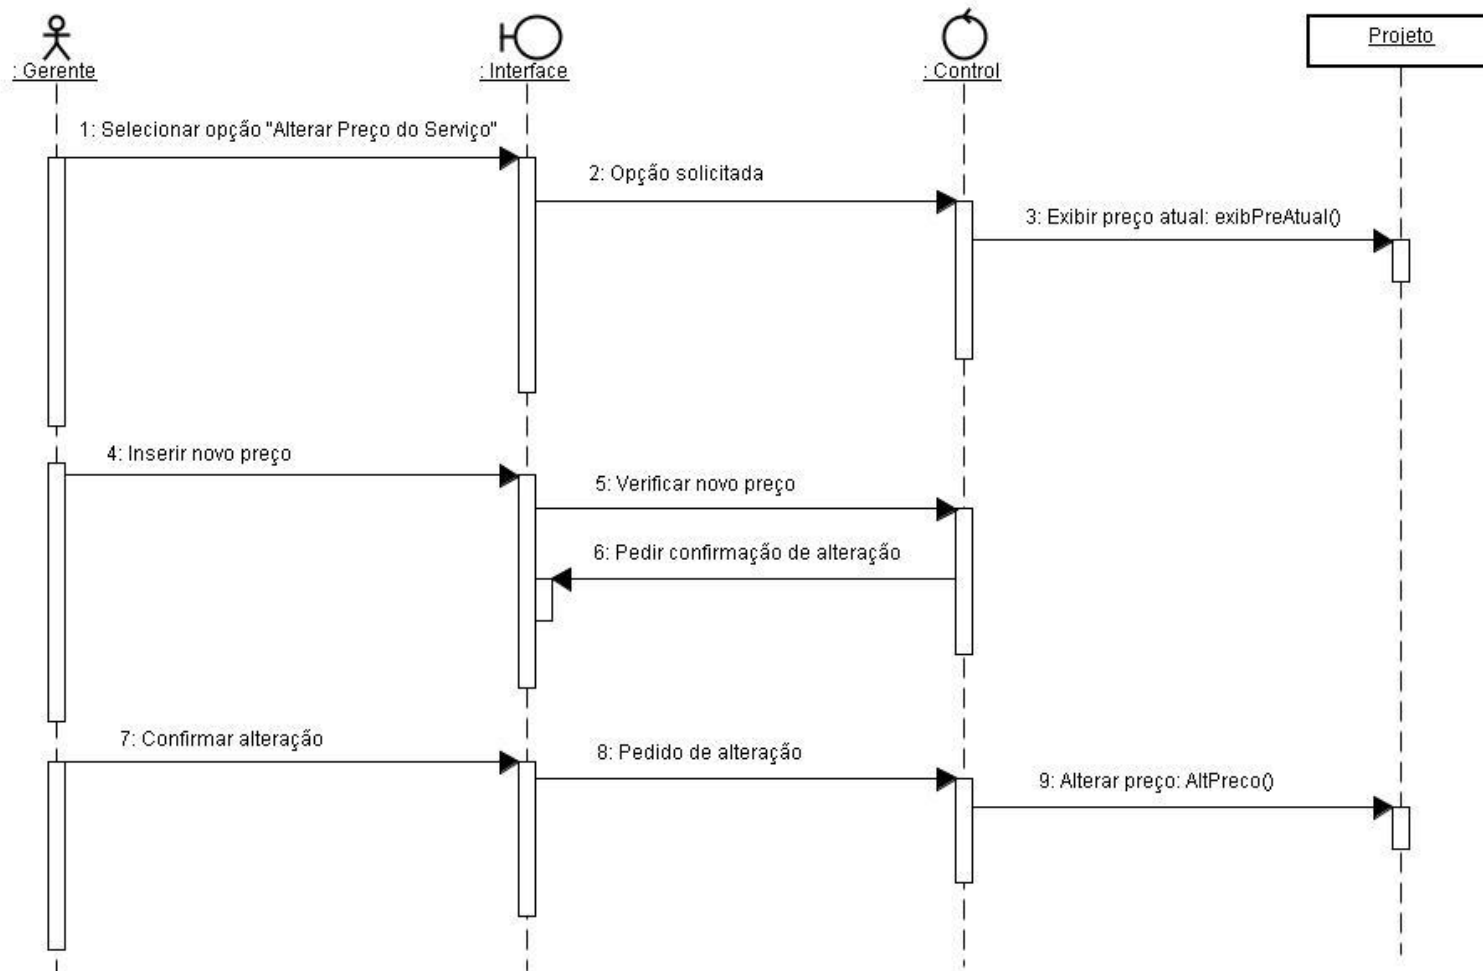 : Gerente
: Interface
: Control
Projeto
1: Selecionar opção "Alterar Preço do Serviço"
2: Opção solicitada
3: Exibir preço atual: exibPreAtual()
4: Inserir novo preço
5: Verificar novo preço
6: Pedir confirmação de alteração
7: Confirmar alteração
8: Pedido de alteração
9: Alterar preço: AltPreco()